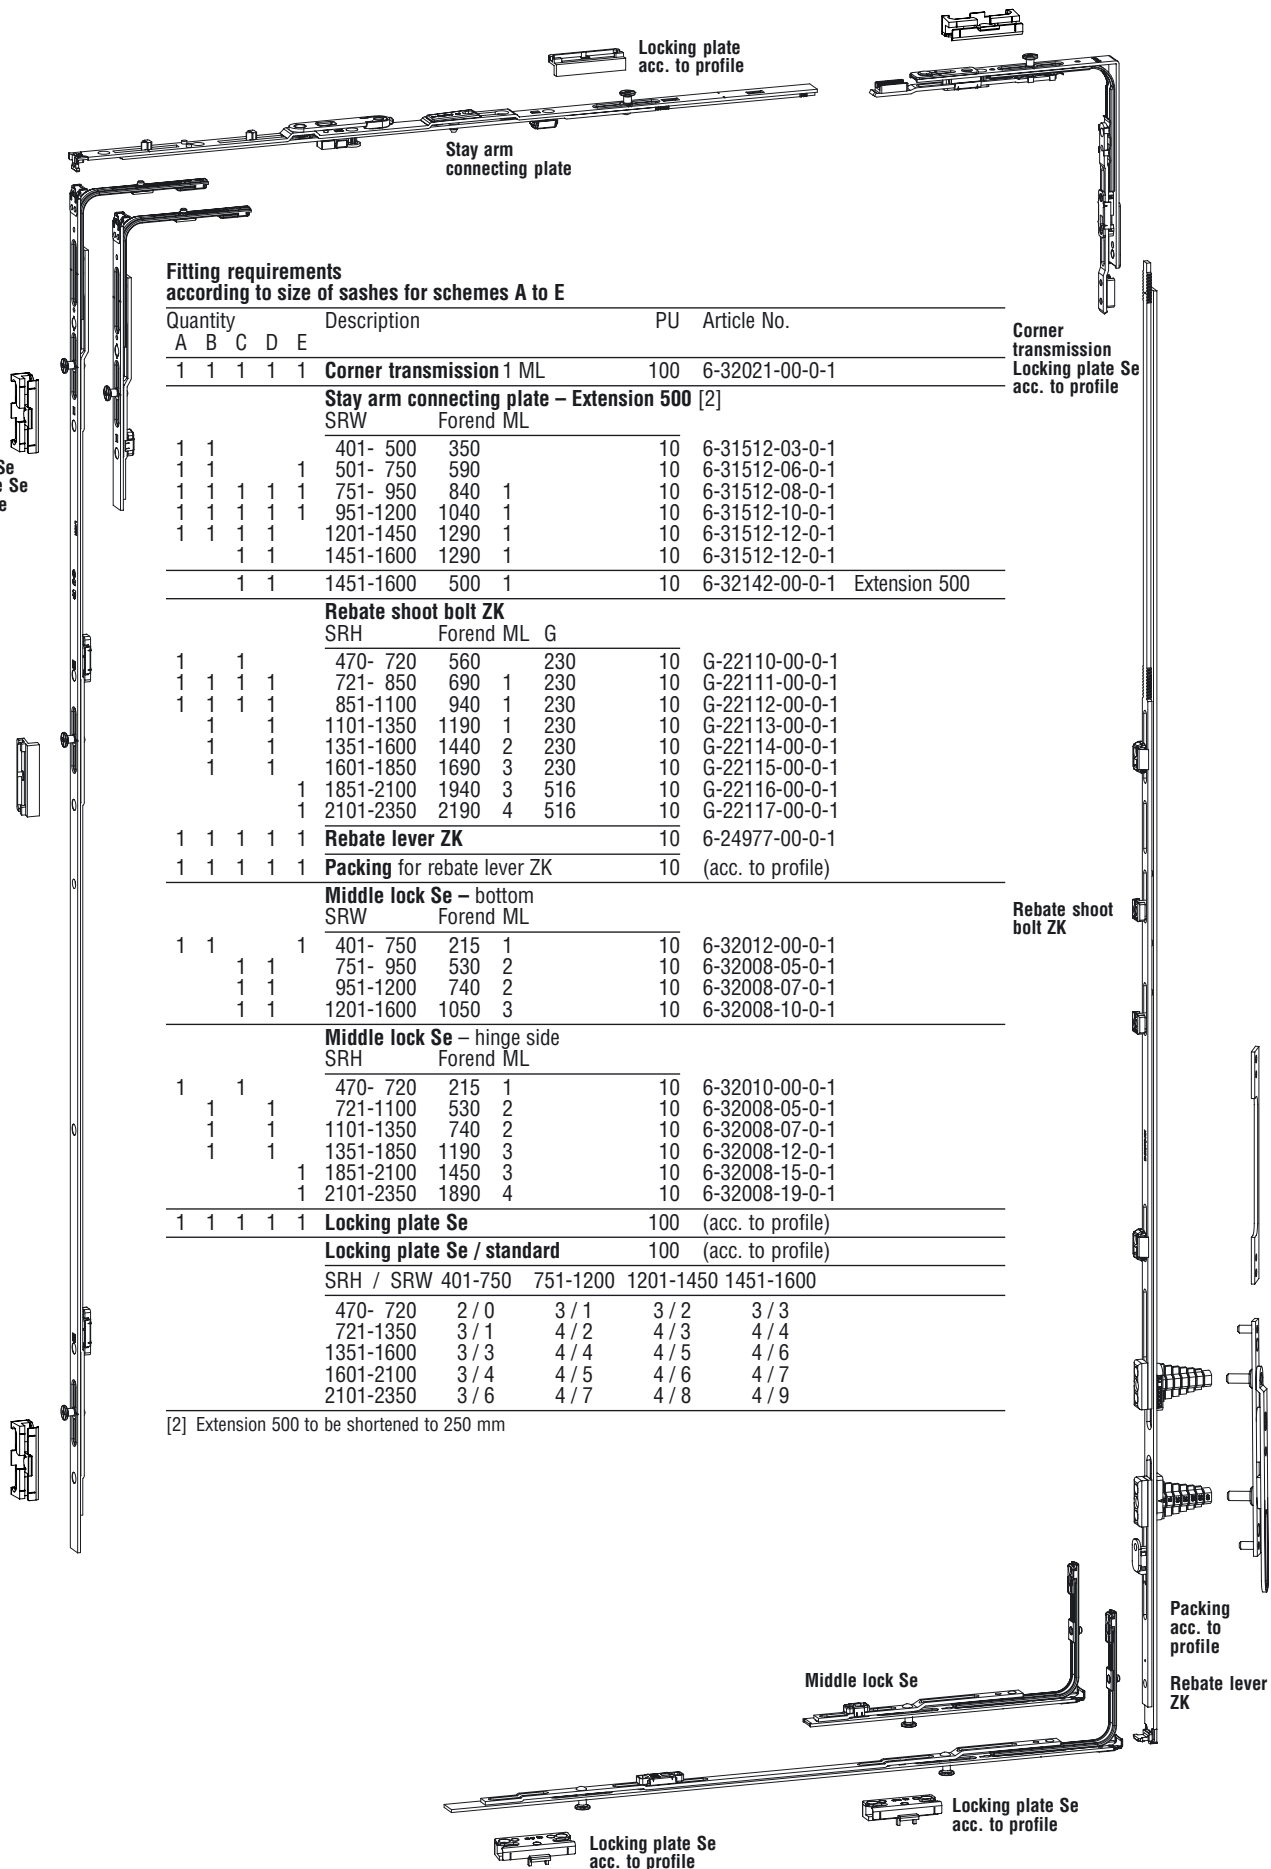 Locking plate
acc. to profile
Stay arm
connecting plate
Fitting requirements
according to size of sashes for schemes A to E
Quantity Description PU Article No.
A B C D E
1 1 1 1 1 Corner transmission 1 ML 100 6-32021-00-0-1
Stay arm connecting plate – Extension 500 [2]
SRW Forend ML
1 1 401- 500 350 10 6-31512-03-0-1
1 1 1 501- 750 590 10 6-31512-06-0-1
1 1 1 1 1 751- 950 840 1 10 6-31512-08-0-1
1 1 1 1 1 951-1200 1040 1 10 6-31512-10-0-1
1 1 1 1 1201-1450 1290 1 10 6-31512-12-0-1
1 1 1451-1600 1290 1 10 6-31512-12-0-1
1 1 1451-1600 500 1 10 6-32142-00-0-1 Extension 500
Rebate shoot bolt ZK
SRH Forend ML G
1 1 470- 720 560 230 10 G-22110-00-0-1
1 1 1 1 721- 850 690 1 230 10 G-22111-00-0-1
1 1 1 1 851-1100 940 1 230 10 G-22112-00-0-1
1 1 1101-1350 1190 1 230 10 G-22113-00-0-1
1 1 1351-1600 1440 2 230 10 G-22114-00-0-1
1 1 1601-1850 1690 3 230 10 G-22115-00-0-1
1 1851-2100 1940 3 516 10 G-22116-00-0-1
1 2101-2350 2190 4 516 10 G-22117-00-0-1
1 1 1 1 1 Rebate lever ZK 10 6-24977-00-0-1
1 1 1 1 1 Packing for rebate lever ZK 10 (acc. to profile)
Middle lock Se – bottom
SRW Forend ML
1 1 1 401- 750 215 1 10 6-32012-00-0-1
1 1 751- 950 530 2 10 6-32008-05-0-1
1 1 951-1200 740 2 10 6-32008-07-0-1
1 1 1201-1600 1050 3 10 6-32008-10-0-1
Middle lock Se – hinge side
SRH Forend ML
1 1 470- 720 215 1 10 6-32010-00-0-1
1 1 721-1100 530 2 10 6-32008-05-0-1
1 1 1101-1350 740 2 10 6-32008-07-0-1
1 1 1351-1850 1190 3 10 6-32008-12-0-1
1 1851-2100 1450 3 10 6-32008-15-0-1
1 2101-2350 1890 4 10 6-32008-19-0-1
1 1 1 1 1 Locking plate Se 100 (acc. to profile)
Locking plate Se / standard 100 (acc. to profile)
SRH / SRW 401-750 751-1200 1201-1450 1451-1600
470- 720 2 / 0 3 / 1 3 / 2 3 / 3
721-1350 3 / 1 4 / 2 4 / 3 4 / 4
1351-1600 3 / 3 4 / 4 4 / 5 4 / 6
1601-2100 3 / 4 4 / 5 4 / 6 4 / 7
2101-2350 3 / 6 4 / 7 4 / 8 4 / 9
[2] Extension 500 to be shortened to 250 mm
Corner
transmission
Locking plate Se
acc. to profile
Se
Se
Rebate shoot
bolt ZK
Packing
acc. to
profile
Rebate lever
ZK
Middle lock Se
Locking plate Se
acc. to profile
Locking plate Se
acc. to profile